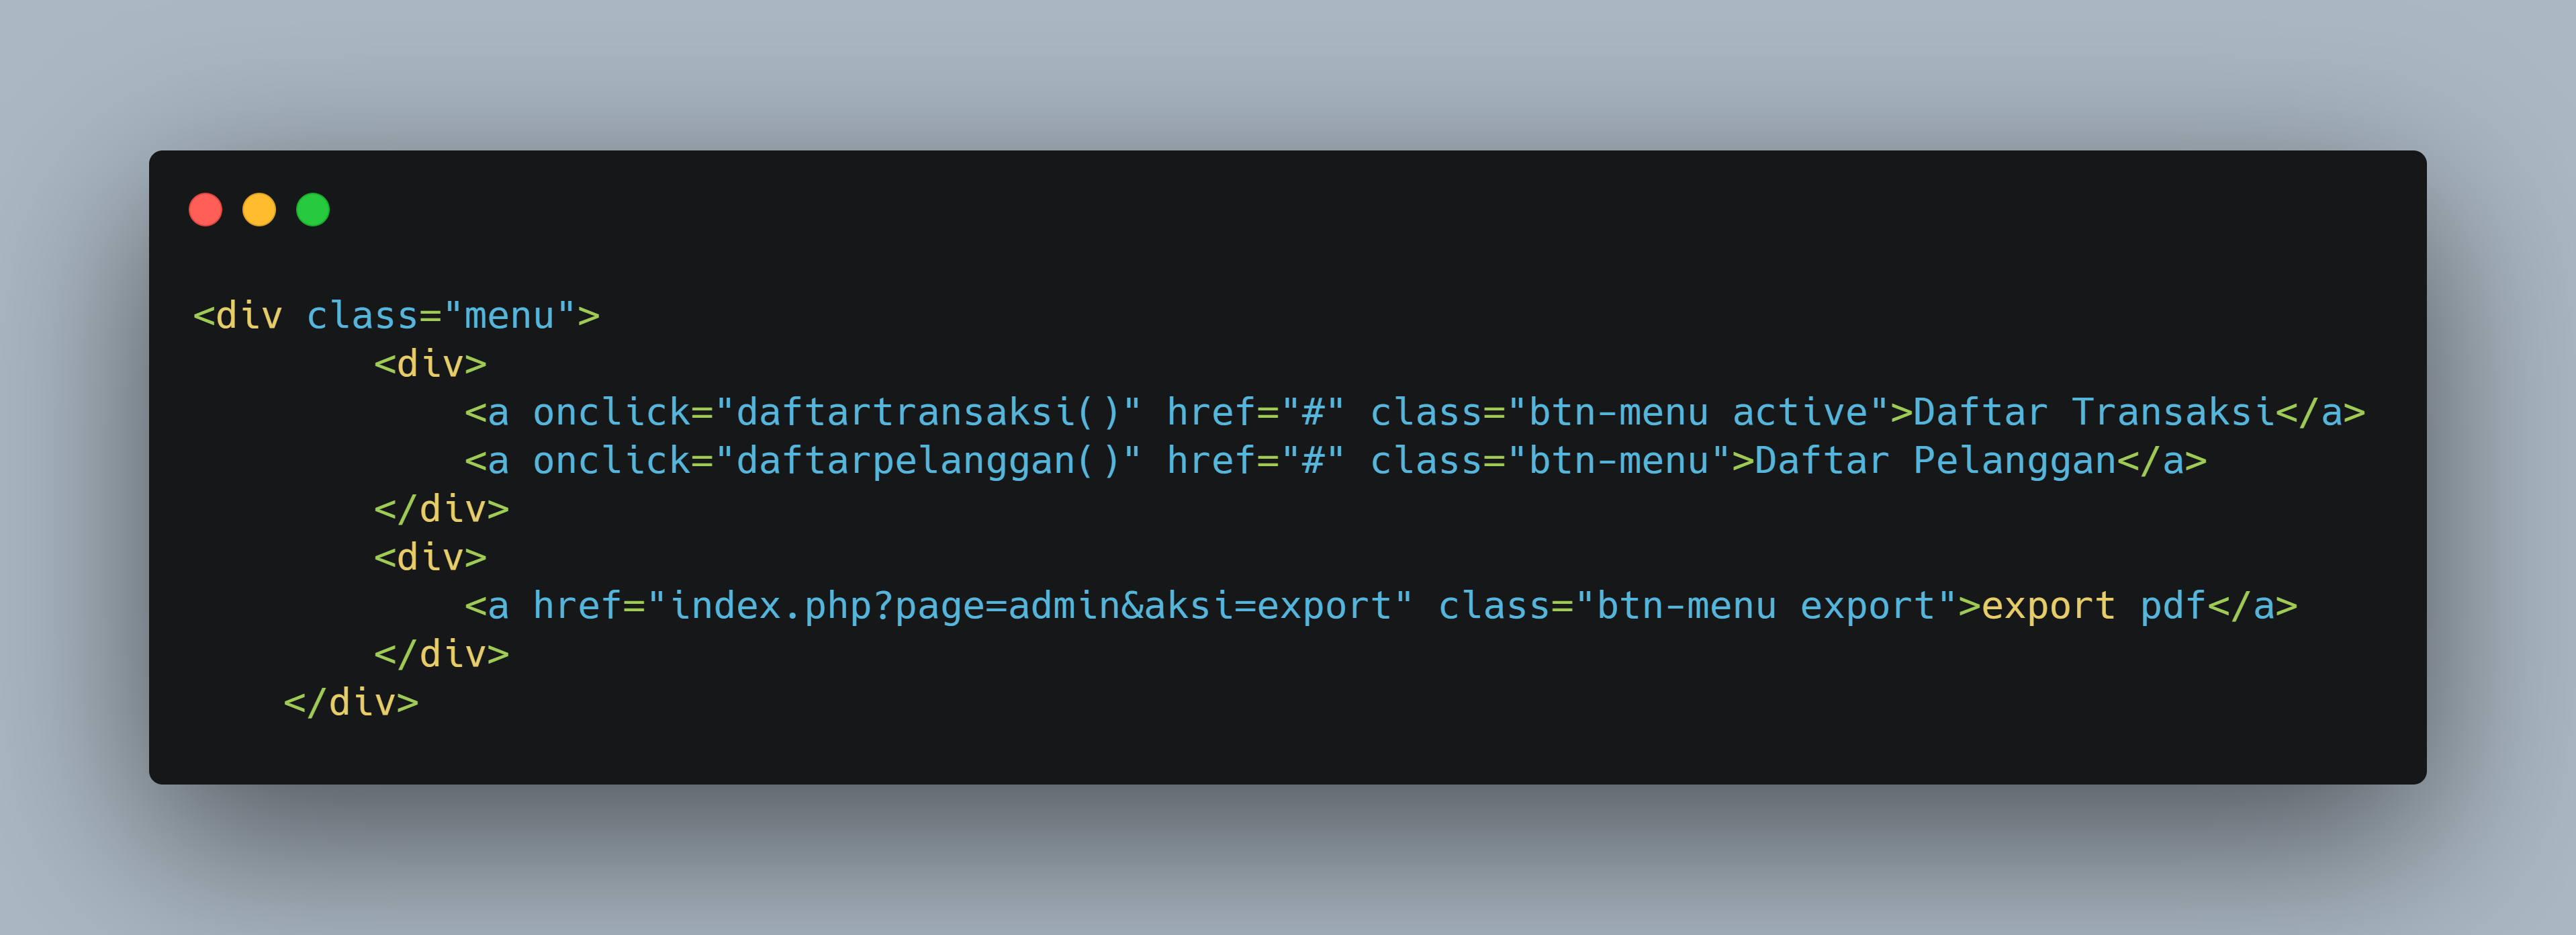 <div class="menu">
        <div>
            <a onclick="daftartransaksi()" href="#" class="btn-menu active">Daftar Transaksi</a>
            <a onclick="daftarpelanggan()" href="#" class="btn-menu">Daftar Pelanggan</a>
        </div>
        <div>
            <a href="index.php?page=admin&aksi=export" class="btn-menu export">export pdf</a>
        </div>
    </div>